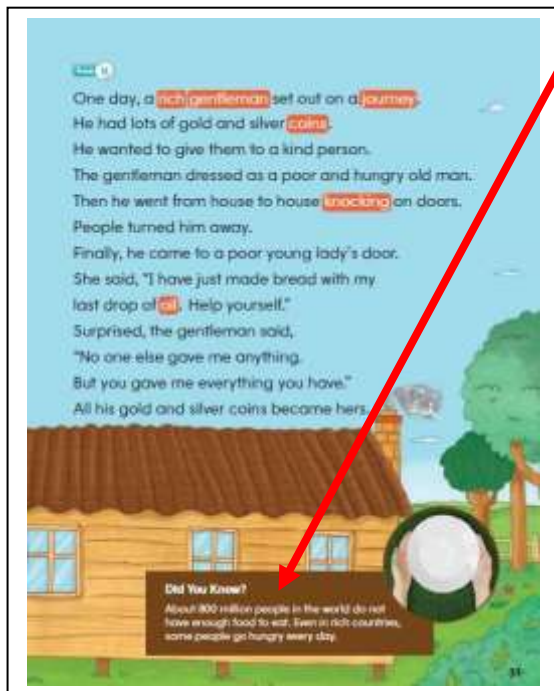 One day, a rich gentleman set out on a journey.
He had lots of gold and silver coins.
He wanted to give them to a kind person.
The gentleman dressed as a poor and hungry old man.
Then he went from house to house knocking on doors.
People turned him away.
Finally, he came to a poor young lady's door.
She said, "I have just made bread with my
last drop of oil. Help yourself."
Surprised, the gentleman said,
"No one else gave me anything.
But you gave me everything you have."
All his gold and silver coins became hers.
Did You Know?
About 800 million people in the world do not
have enough food to eat. Even in rich countries,
some people go hungry every day.